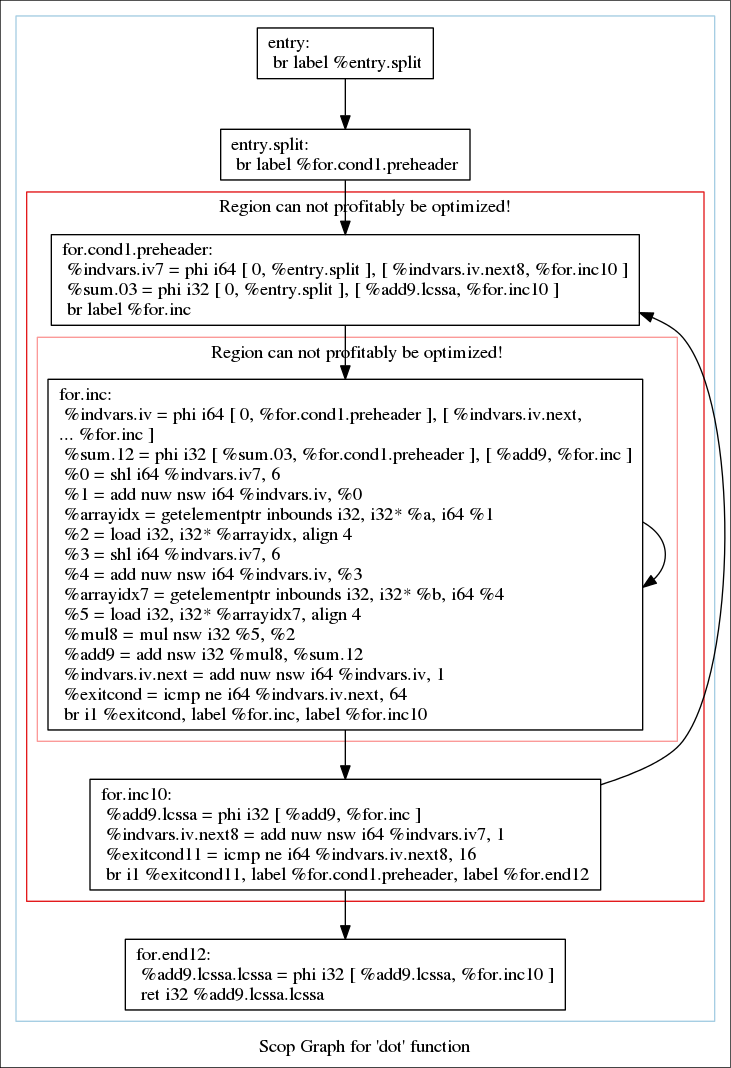 entry:
br label %entry.split
entry.split:
br label %for.cond1.preheader
Region can not profitably be optimized!
for.cond1.preheader:
%indvars.iv7 = phi i64 [ 0, %entry.split ], [ %indvars.iv.next8, %for.inc10 ]
%sum.03 = phi i32 [ 0, %entry.split ], [ %add9.lcssa, %for.inc10 ]
br label %for.inc
Region can not profitably be optimized!
for.inc:
%indvars.iv = phi i64 [ 0, %for.cond1.preheader ], [ %indvars.iv.next,
... %for.inc ]
%sum.12 = phi i32 [ %sum.03, %for.cond1.preheader ], [ %add9, %for.inc ]
%0 = shl i64 %indvars.iv7, 6
%1 = add nuw nsw i64 %indvars.iv, %0
%arrayidx = getelementptr inbounds i32, i32* %a, i64 %1
%2 = load i32, i32* %arrayidx, align 4
%3 = shl i64 %indvars.iv7, 6
%4 = add nuw nsw i64 %indvars.iv, %3
%arrayidx7 = getelementptr inbounds i32, i32* %b, i64 %4
%5 = load i32, i32* %arrayidx7, align 4
%mul8 = mul nsw i32 %5, %2
%add9 = add nsw i32 %mul8, %sum.12
%indvars.iv.next = add nuw nsw i64 %indvars.iv, 1
%exitcond = icmp ne i64 %indvars.iv.next, 64
br i1 %exitcond, label %for.inc, label %for.inc10
for.inc10:
%add9.lcssa = phi i32 [ %add9, %for.inc ]
%indvars.iv.next8 = add nuw nsw i64 %indvars.iv7, 1
%exitcond11 = icmp ne i64 %indvars.iv.next8, 16
br i1 %exitcond11, label %for.cond1.preheader, label %for.end12
for.end12:
%add9.lcssa.lcssa = phi i32 [ %add9.lcssa, %for.inc10 ]
ret i32 %add9.lcssa.lcssa
Scop Graph for 'dot' function